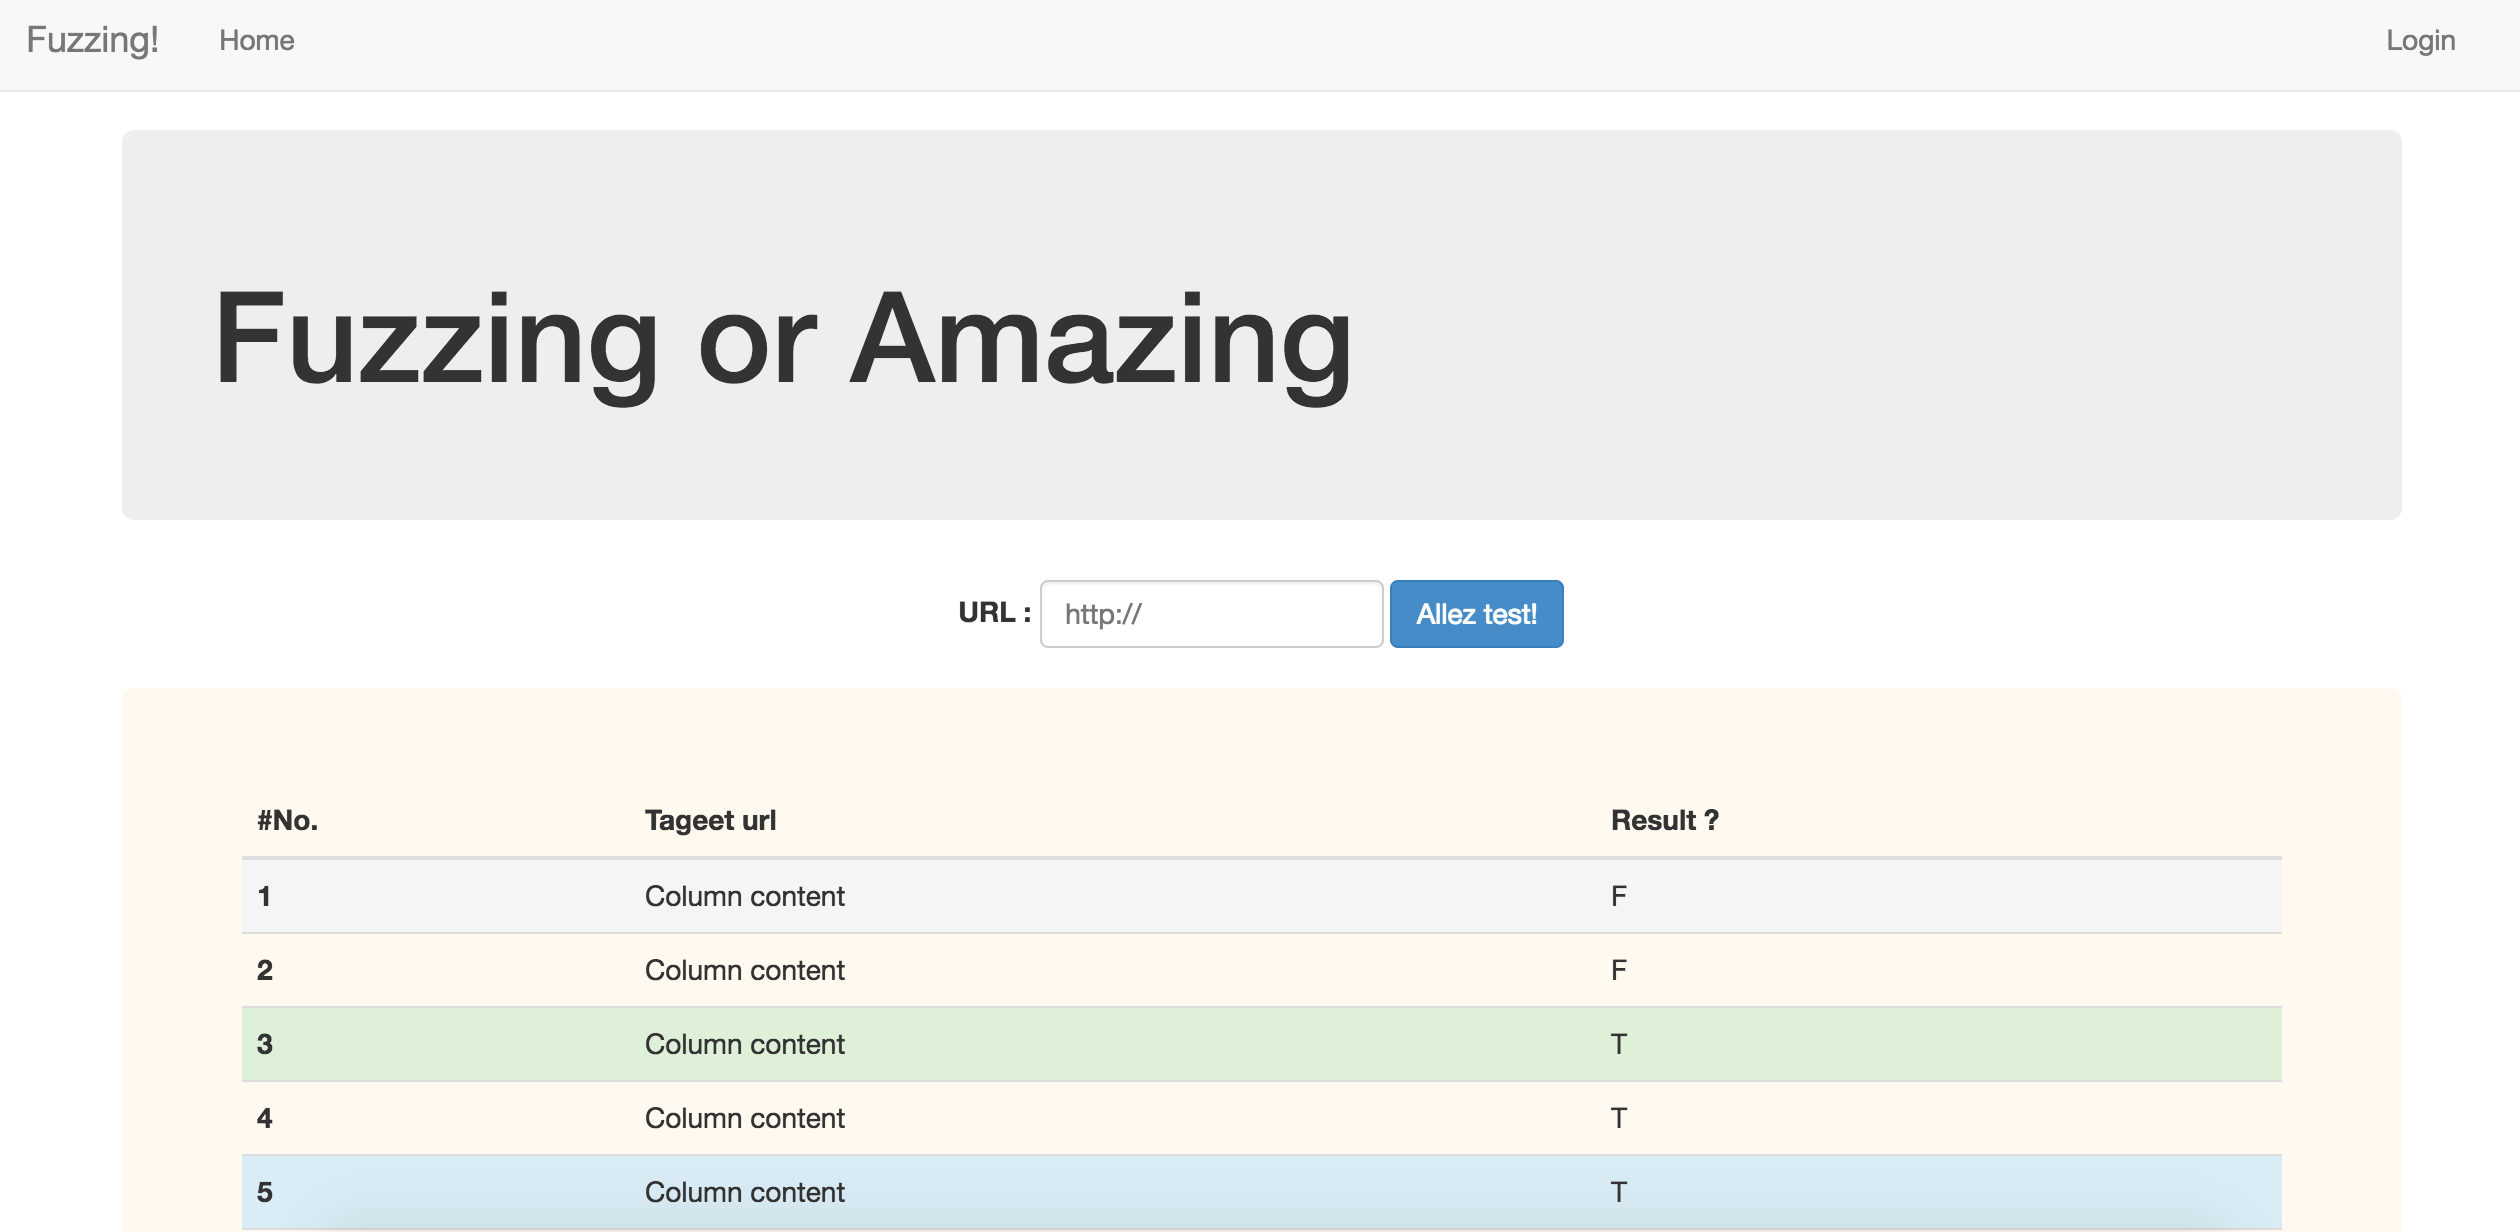 Fuzzing! Home Login
Fuzzing or Amazing
URL : http:// Allez test!
#No. Tageet url Result ?
1 Column content F
2 Column content F
3 Column content T
4 Column content T
5 Column content T